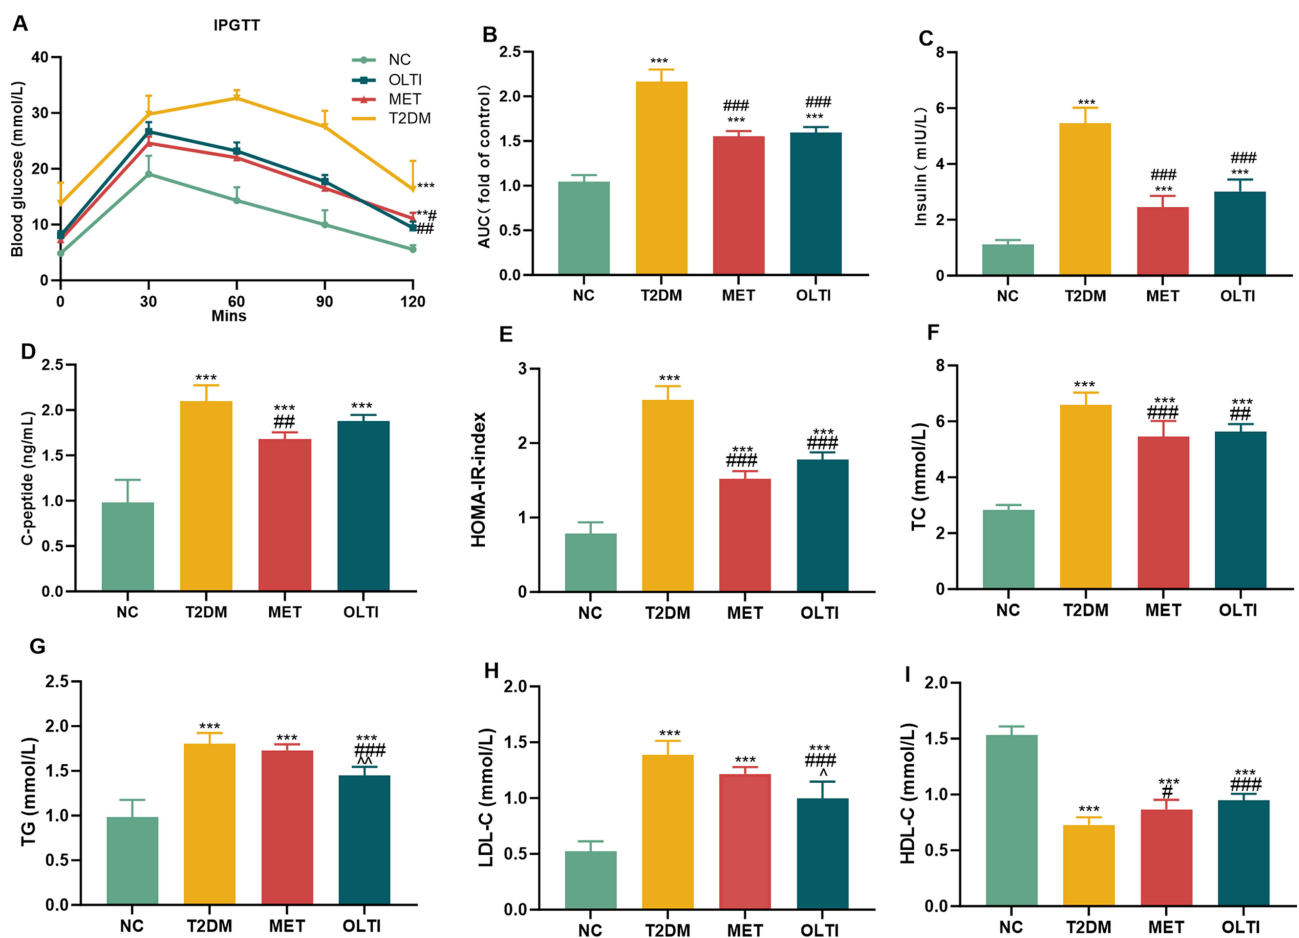 A
IPGTT
Blood glucose (mmol/L)
40
30
20
10
0
0
30
60
90
120
Mins
NC
OLTI
MET
T2DM
***
**#
##
B
AUC( fold of control)
2.5
2.0
1.5
1.0
0.5
0.0
***
###
***
###
***
NC
T2DM
MET
OLTI
C
Insulin( mIU/L)
8
6
4
2
0
***
###
***
###
***
NC
T2DM
MET
OLTI
D
C-peptide (ng/mL)
2.5
2.0
1.5
1.0
0.5
0.0
***
***
##
***
NC
T2DM
MET
OLTI
E
HOMA-IR-index
3
2
1
0
***
***
###
***
###
NC
T2DM
MET
OLTI
F
TC (mmol/L)
8
6
4
2
0
***
***
###
***
##
NC
T2DM
MET
OLTI
G
TG (mmol/L)
2.5
2.0
1.5
1.0
0.5
0.0
***
***
***
###
^^
NC
T2DM
MET
OLTI
H
LDL-C (mmol/L)
2.0
1.5
1.0
0.5
0.0
***
***
***
###
^
NC
T2DM
MET
OLTI
I
HDL-C (mmol/L)
2.0
1.5
1.0
0.5
0.0
***
***
#
***
###
NC
T2DM
MET
OLTI